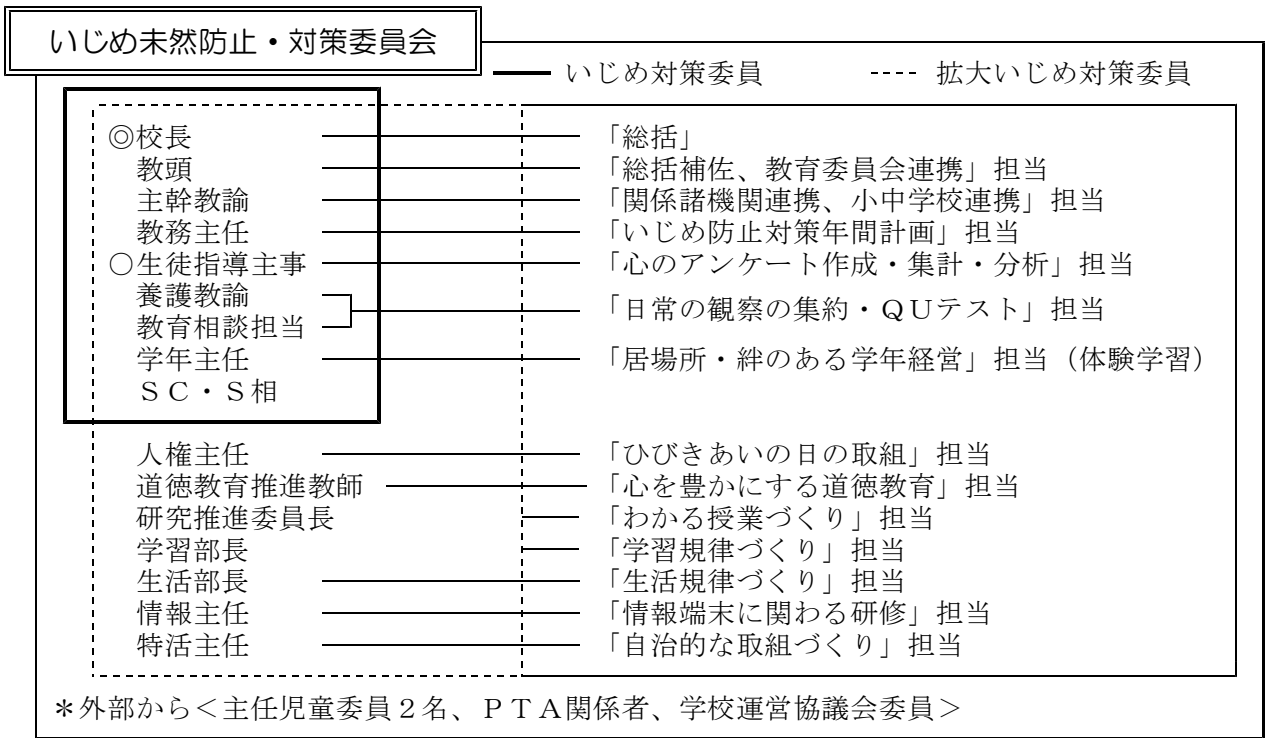 いじめ未然防止・対策委員会
いじめ対策委員 拡大いじめ対策委員
◎校長 「総括」
教頭 「総括補佐、教育委員会連携」担当
主幹教諭 「関係諸機関連携、小中学校連携」担当
教務主任 「いじめ防止対策年間計画」担当
○生徒指導主事 「心のアンケート作成・集計・分析」担当
養護教諭
教育相談担当 「日常の観察の集約・QUテスト」担当
学年主任 「居場所・絆のある学年経営」担当（体験学習）
SC・S相
人権主任 「ひびきあいの日の取組」担当
道徳教育推進教師 「心を豊かにする道徳教育」担当
研究推進委員長 「わかる授業づくり」担当
学習部長 「学習規律づくり」担当
生活部長 「生活規律づくり」担当
情報主任 「情報端末に関わる研修」担当
特活主任 「自治的な取組づくり」担当
＊外部から＜主任児童委員２名、ＰＴＡ関係者、学校運営協議会委員＞